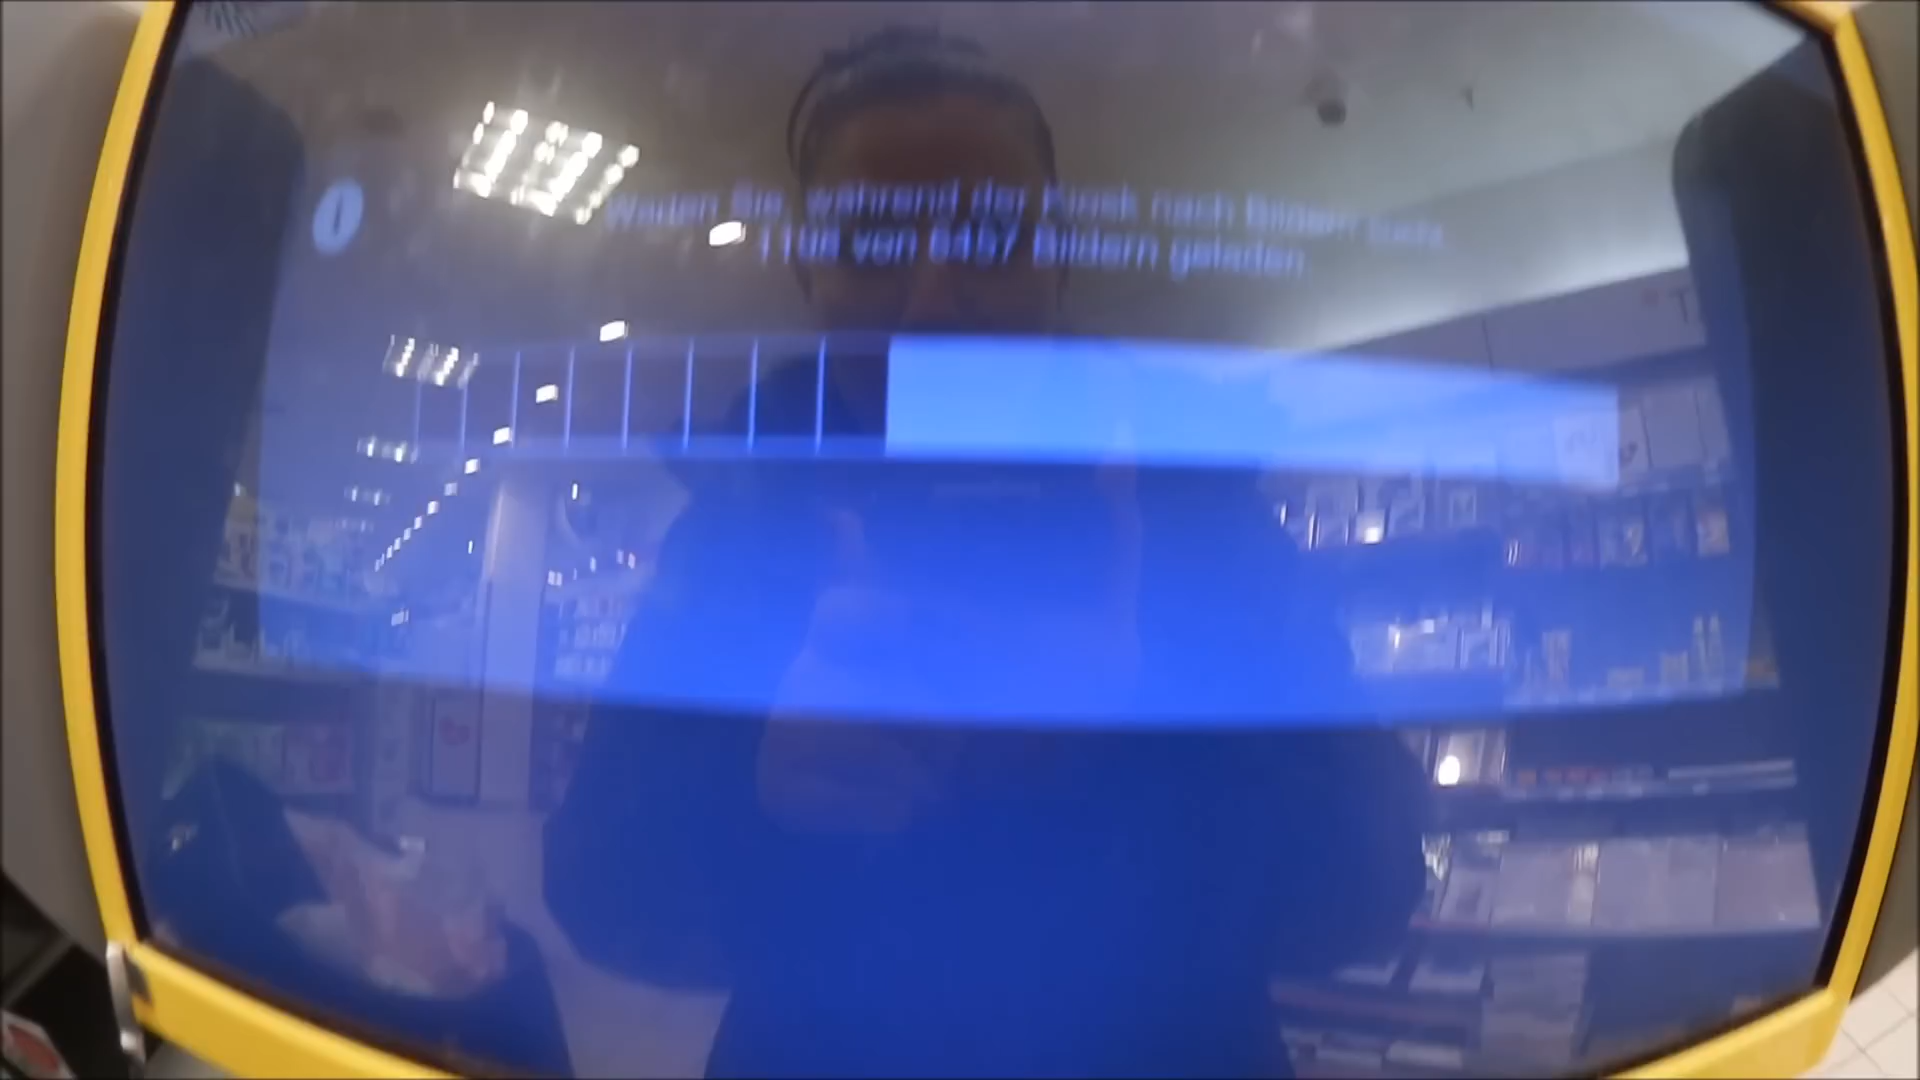 Warten Sie, während der Kiosk nach Bildern sucht.
von Bildern geladen